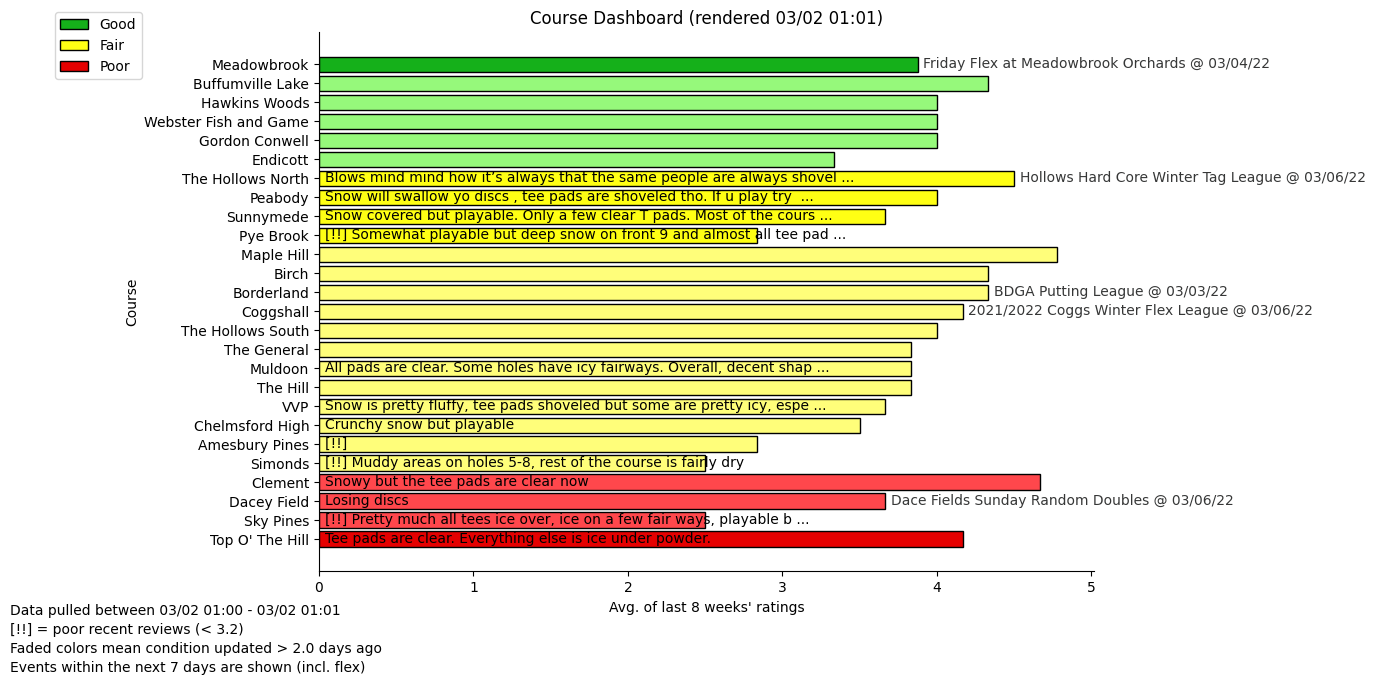 Course Dashboard (rendered 03/02 01:01)
Good
Fair
Poor
Meadowbrook Friday Flex at Meadowbrook Orchards @ 03/04/22
Buffumville Lake
Hawkins Woods
Webster Fish and Game
Gordon Conwell
Endicott
The Hollows North Blows mind mind how it’s always that the same people are always shovel ... Hollows Hard Core Winter Tag League @ 03/06/22
Peabody Snow will swallow yo discs , tee pads are shoveled tho. If u play try  ...
Sunnymede Snow covered but playable. Only a few clear T pads. Most of the cours ...
Pye Brook [!!] Somewhat playable but deep snow on front 9 and almost all tee pad ...
Maple Hill
Birch
Borderland BDGA Putting League @ 03/03/22
Coggshall 2021/2022 Coggs Winter Flex League @ 03/06/22
The Hollows South
The General
Muldoon All pads are clear. Some holes have icy fairways. Overall, decent shap ...
The Hill
VVP Snow is pretty fluffy, tee pads shoveled but some are pretty icy, espe ...
Chelmsford High Crunchy snow but playable
Amesbury Pines [!!]
Simonds [!!] Muddy areas on holes 5-8, rest of the course is fairly dry
Clement Snowy but the tee pads are clear now
Dacey Field Losing discs Dace Fields Sunday Random Doubles @ 03/06/22
Sky Pines [!!] Pretty much all tees ice over, ice on a few fair ways, playable b ...
Top O' The Hill Tee pads are clear. Everything else is ice under powder.
Course
0 1 2 3 4 5
Avg. of last 8 weeks' ratings
Data pulled between 03/02 01:00 - 03/02 01:01
[!!] = poor recent reviews (< 3.2)
Faded colors mean condition updated > 2.0 days ago
Events within the next 7 days are shown (incl. flex)